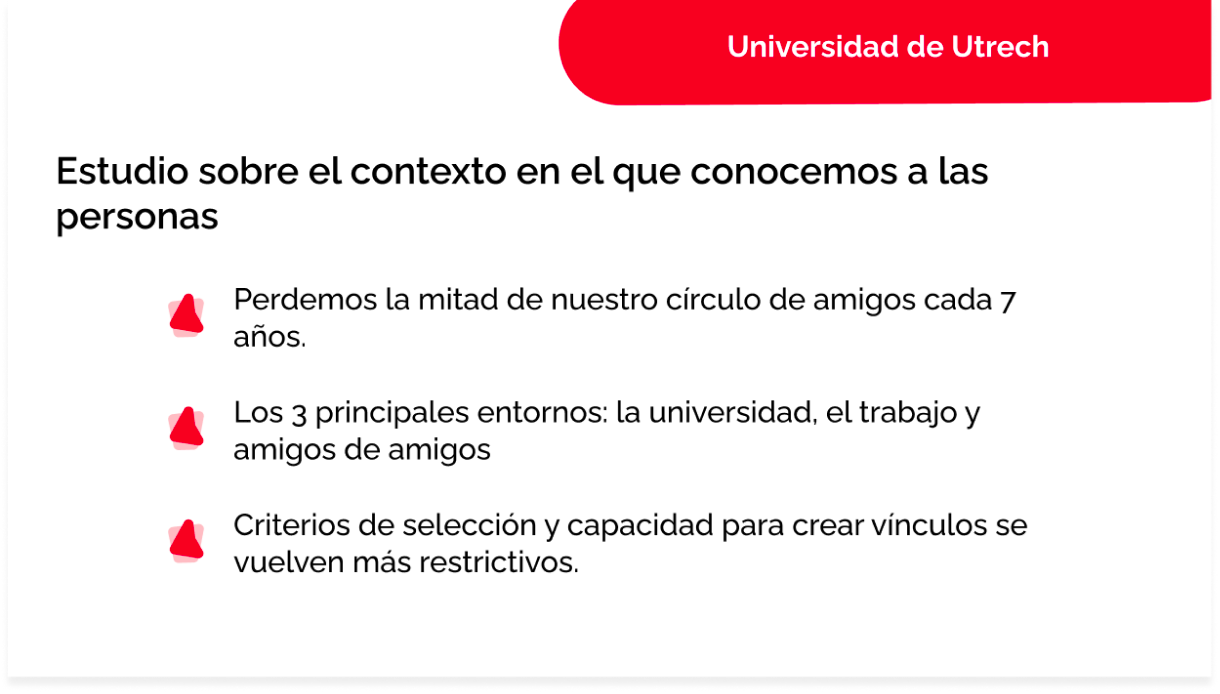 Universidad de Utrech
Estudio sobre el contexto en el que conocemos a las
personas
Perdemos la mitad de nuestro círculo de amigos cada 7
años.
Los 3 principales entornos: la universidad, el trabajo y
amigos de amigos
Criterios de selección y capacidad para crear vínculos se
vuelven más restrictivos.